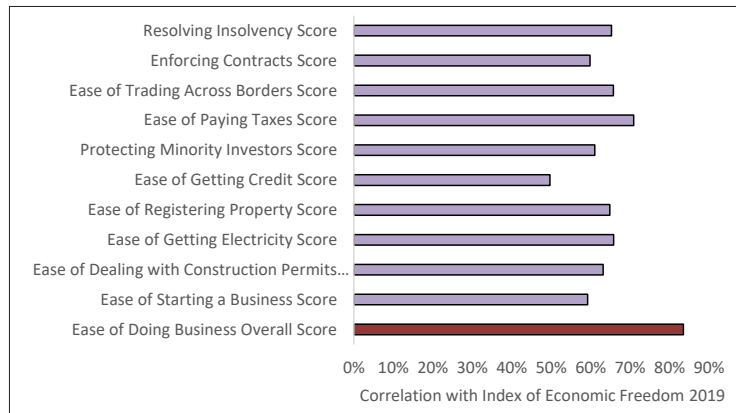 Resolving Insolvency Score
Enforcing Contracts Score
Ease of Trading Across Borders Score
Ease of Paying Taxes Score
Protecting Minority Investors Score
Ease of Getting Credit Score
Ease of Registering Property Score
Ease of Getting Electricity Score
Ease of Dealing with Construction Permits…
Ease of Starting a Business Score
Ease of Doing Business Overall Score
0% 10% 20% 30% 40% 50% 60% 70% 80% 90%
Correlation with Index of Economic Freedom 2019